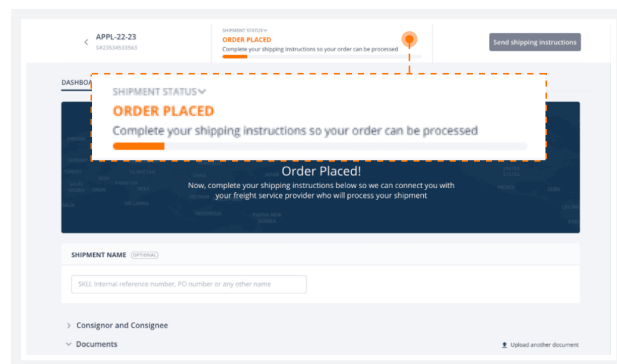 APPL-22-23
SHIPMENT STATUS
ORDER PLACED
Complete your shipping instructions so your order can be processed
Send shipping instructions
DASHBOA
SHIPMENT STATUS
ORDER PLACED
Complete your shipping instructions so your order can be processed
Order Placed!
Now, complete your shipping instructions below so we can connect you with
your freight service provider who will process your shipment
SHIPMENT NAME (OPTIONAL)
SKU, internal reference number, PO number or any other name
Consignor and Consignee
Documents
Upload another document